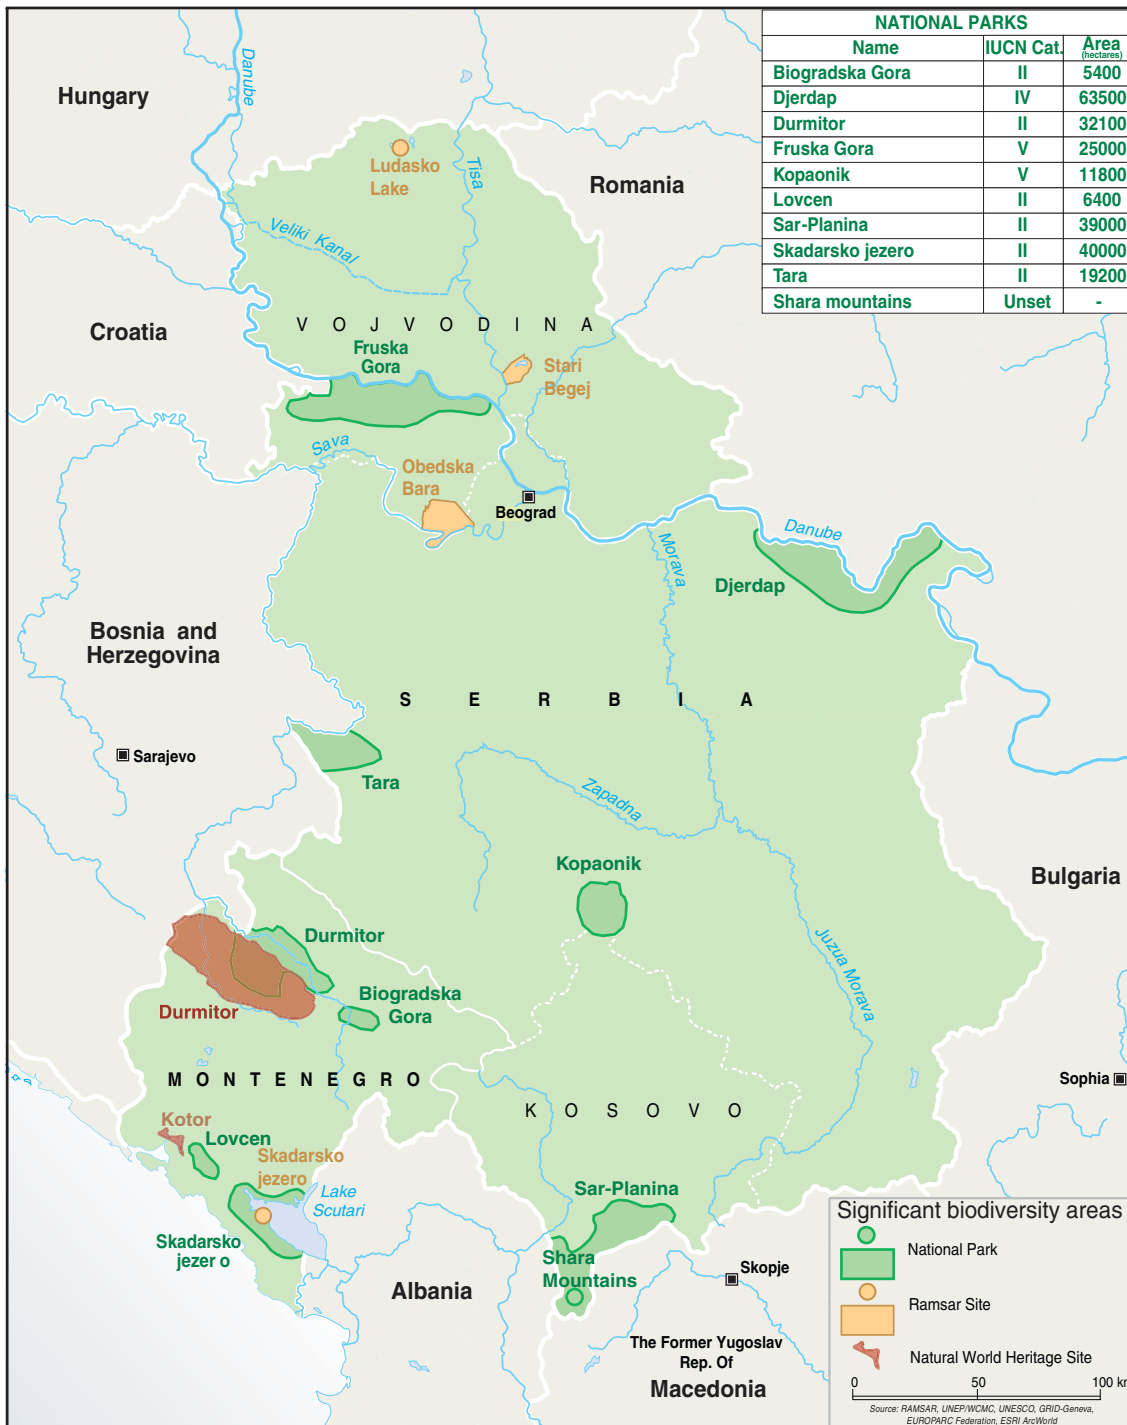 NATIONAL PARKS
Name IUCN Cat. Area (hectares)
Biogradska Gora II 5400
Djerdap IV 63500
Durmitor II 32100
Fruska Gora V 25000
Kopaonik V 11800
Lovcen II 6400
Sar-Planina II 39000
Skadarsko jezero II 40000
Tara II 19200
Shara mountains Unset -
Hungary
Danube
Ludasko
Lake
Tisa
Romania
Veliki Kanal
Croatia
VOJVODINA
Fruska
Gora
Stari
Begej
Sava
Obedska
Bara
Beograd
Danube
Morava
Djerdap
Bosnia and
Herzegovina
SERBIA
Sarajevo
Tara
Zapadna
Kopaonik
Bulgaria
Durmitor
Juzua Morava
Biogradska
Gora
Durmitor
MONTENEGRO
Sophia
KOSOVO
Kotor
Lovcen
Skadarsko
jezero
Lake
Scutari
Sar-Planina
Skadarsko
jezer o
Shara
Mountains
Albania
Skopje
The Former Yugoslav
Rep. Of
Macedonia
Significant biodiversity areas
National Park
Ramsar Site
Natural World Heritage Site
0 50 100 km
Source: RAMSAR, UNEP/WCMC, UNESCO, GRID-Geneva,
EUROPARC Federation, ESRI ArcWorld